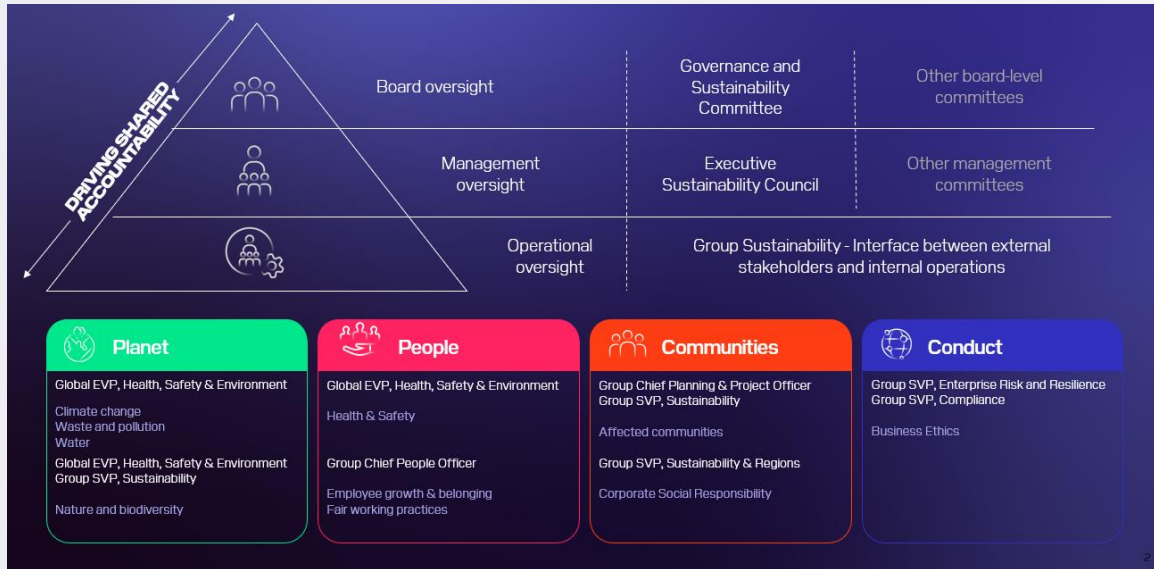 DRIVING SHARED
ACCOUNTABILITY
Board oversight
Governance and
Sustainability
Committee
Other board-level
committees
Management
oversight
Executive
Sustainability Council
Other management
committees
Operational
oversight
Group Sustainability - Interface between external
stakeholders and internal operations
Planet
Global EVP, Health, Safety & Environment
Climate change
Waste and pollution
Water
Global EVP, Health, Safety & Environment
Group SVP, Sustainability
Nature and biodiversity
People
Global EVP, Health, Safety & Environment
Health & Safety
Group Chief People Officer
Employee growth & belonging
Fair working practices
Communities
Group Chief Planning & Project Officer
Group SVP, Sustainability
Affected communities
Group SVP, Sustainability & Regions
Corporate Social Responsibility
Conduct
Group SVP, Enterprise Risk and Resilience
Group SVP, Compliance
Business Ethics
2